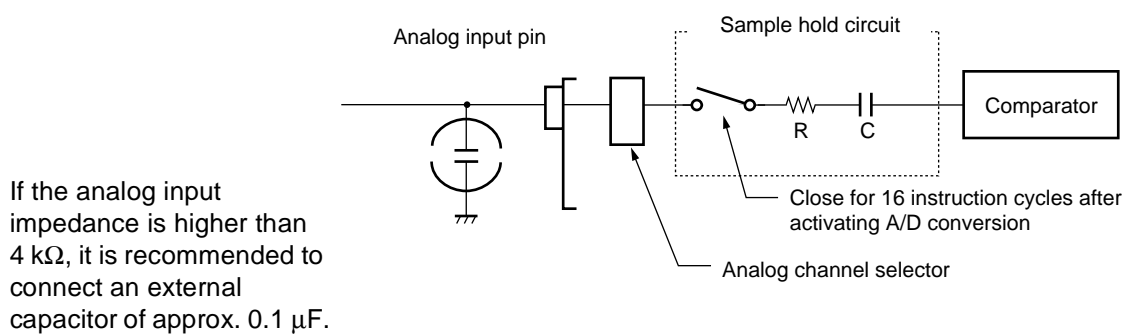 Analog input pin
Sample hold circuit
Comparator
R
C
Close for 16 instruction cycles after
activating A/D conversion
Analog channel selector
If the analog input
impedance is higher than
4 kΩ, it is recommended to
connect an external
capacitor of approx. 0.1 µF.